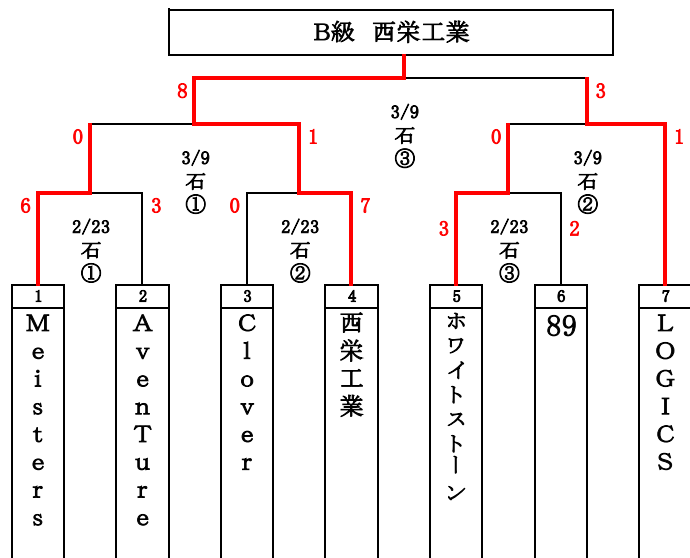 B級 西栄工業
8
3
3/9
石
③
0
1
0
1
3/9
石
①
3/9
石
②
6
3
0
7
3
2
2/23
石
①
2/23
石
②
2/23
石
③
1
2
3
4
5
6
7
Meisters
AvenTure
Clover
西栄工業
ホワイトストーン
89
LOGICS